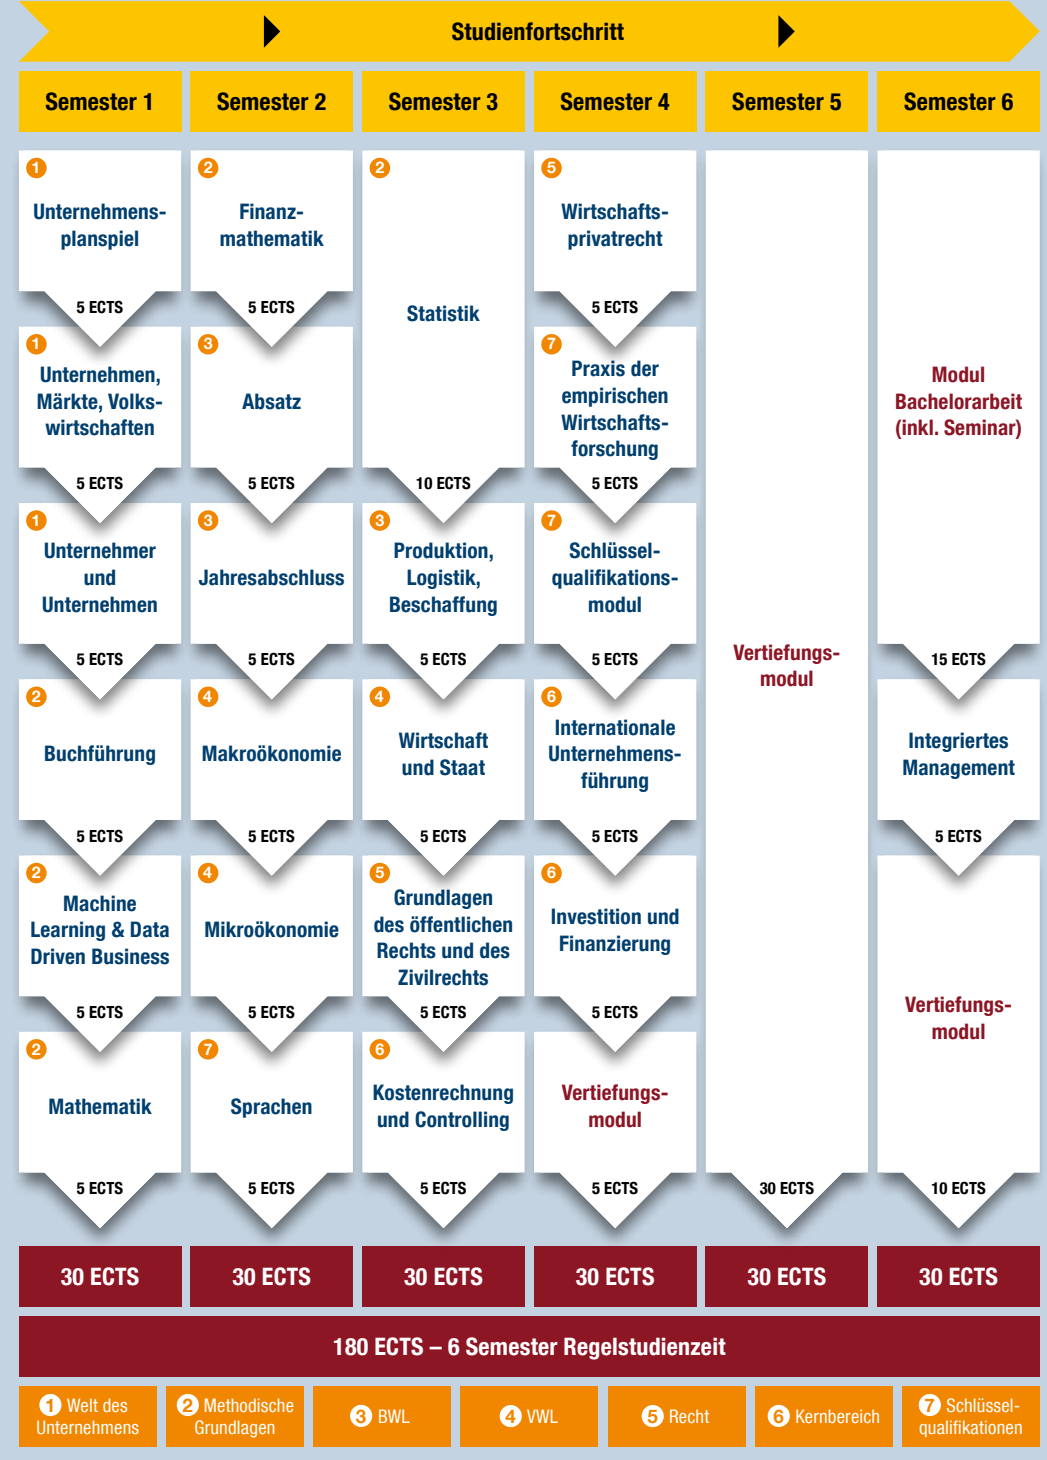 Studienfortschritt
Semester 1
Semester 2
Semester 3
Semester 4
Semester 5
Semester 6
1
Unternehmens-
planspiel
5 ECTS
1
Unternehmen,
Märkte, Volks-
wirtschaften
5 ECTS
1
Unternehmer
und
Unternehmen
5 ECTS
2
Buchführung
5 ECTS
2
Machine
Learning & Data
Driven Business
5 ECTS
2
Mathematik
5 ECTS
2
Finanz-
mathematik
5 ECTS
3
Absatz
5 ECTS
3
Jahresabschluss
5 ECTS
4
Makroökonomie
5 ECTS
4
Mikroökonomie
5 ECTS
7
Sprachen
5 ECTS
2
Statistik
10 ECTS
3
Produktion,
Logistik,
Beschaffung
5 ECTS
4
Wirtschaft
und Staat
5 ECTS
5
Grundlagen
des öffentlichen
Rechts und des
Zivilrechts
5 ECTS
6
Kostenrechnung
und Controlling
5 ECTS
5
Wirtschafts-
privatrecht
5 ECTS
7
Praxis der
empirischen
Wirtschafts-
forschung
5 ECTS
7
Schlüssel-
qualifikations-
modul
5 ECTS
6
Internationale
Unternehmens-
führung
5 ECTS
6
Investition und
Finanzierung
5 ECTS
Vertiefungs-
modul
5 ECTS
Vertiefungs-
modul
30 ECTS
Modul
Bachelorarbeit
(inkl. Seminar)
15 ECTS
Integriertes
Management
5 ECTS
Vertiefungs-
modul
10 ECTS
30 ECTS
30 ECTS
30 ECTS
30 ECTS
30 ECTS
30 ECTS
180 ECTS – 6 Semester Regelstudienzeit
1 Welt des
Unternehmens
2 Methodische
Grundlagen
3 BWL
4 VWL
5 Recht
6 Kernbereich
7 Schlüssel-
qualifikationen